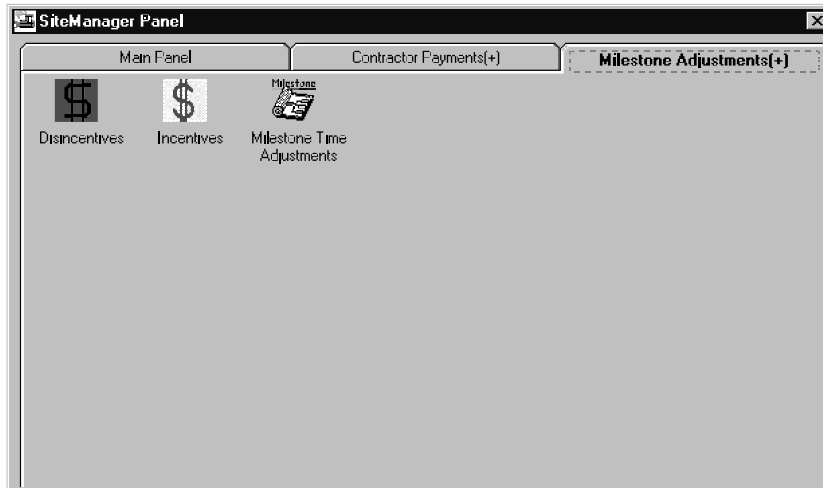 SiteManager Panel
Main Panel
Contractor Payments(+)
Milestone Adjustments(+)
Milestone
Disincentives
Incentives
Milestone Time
Adjustments